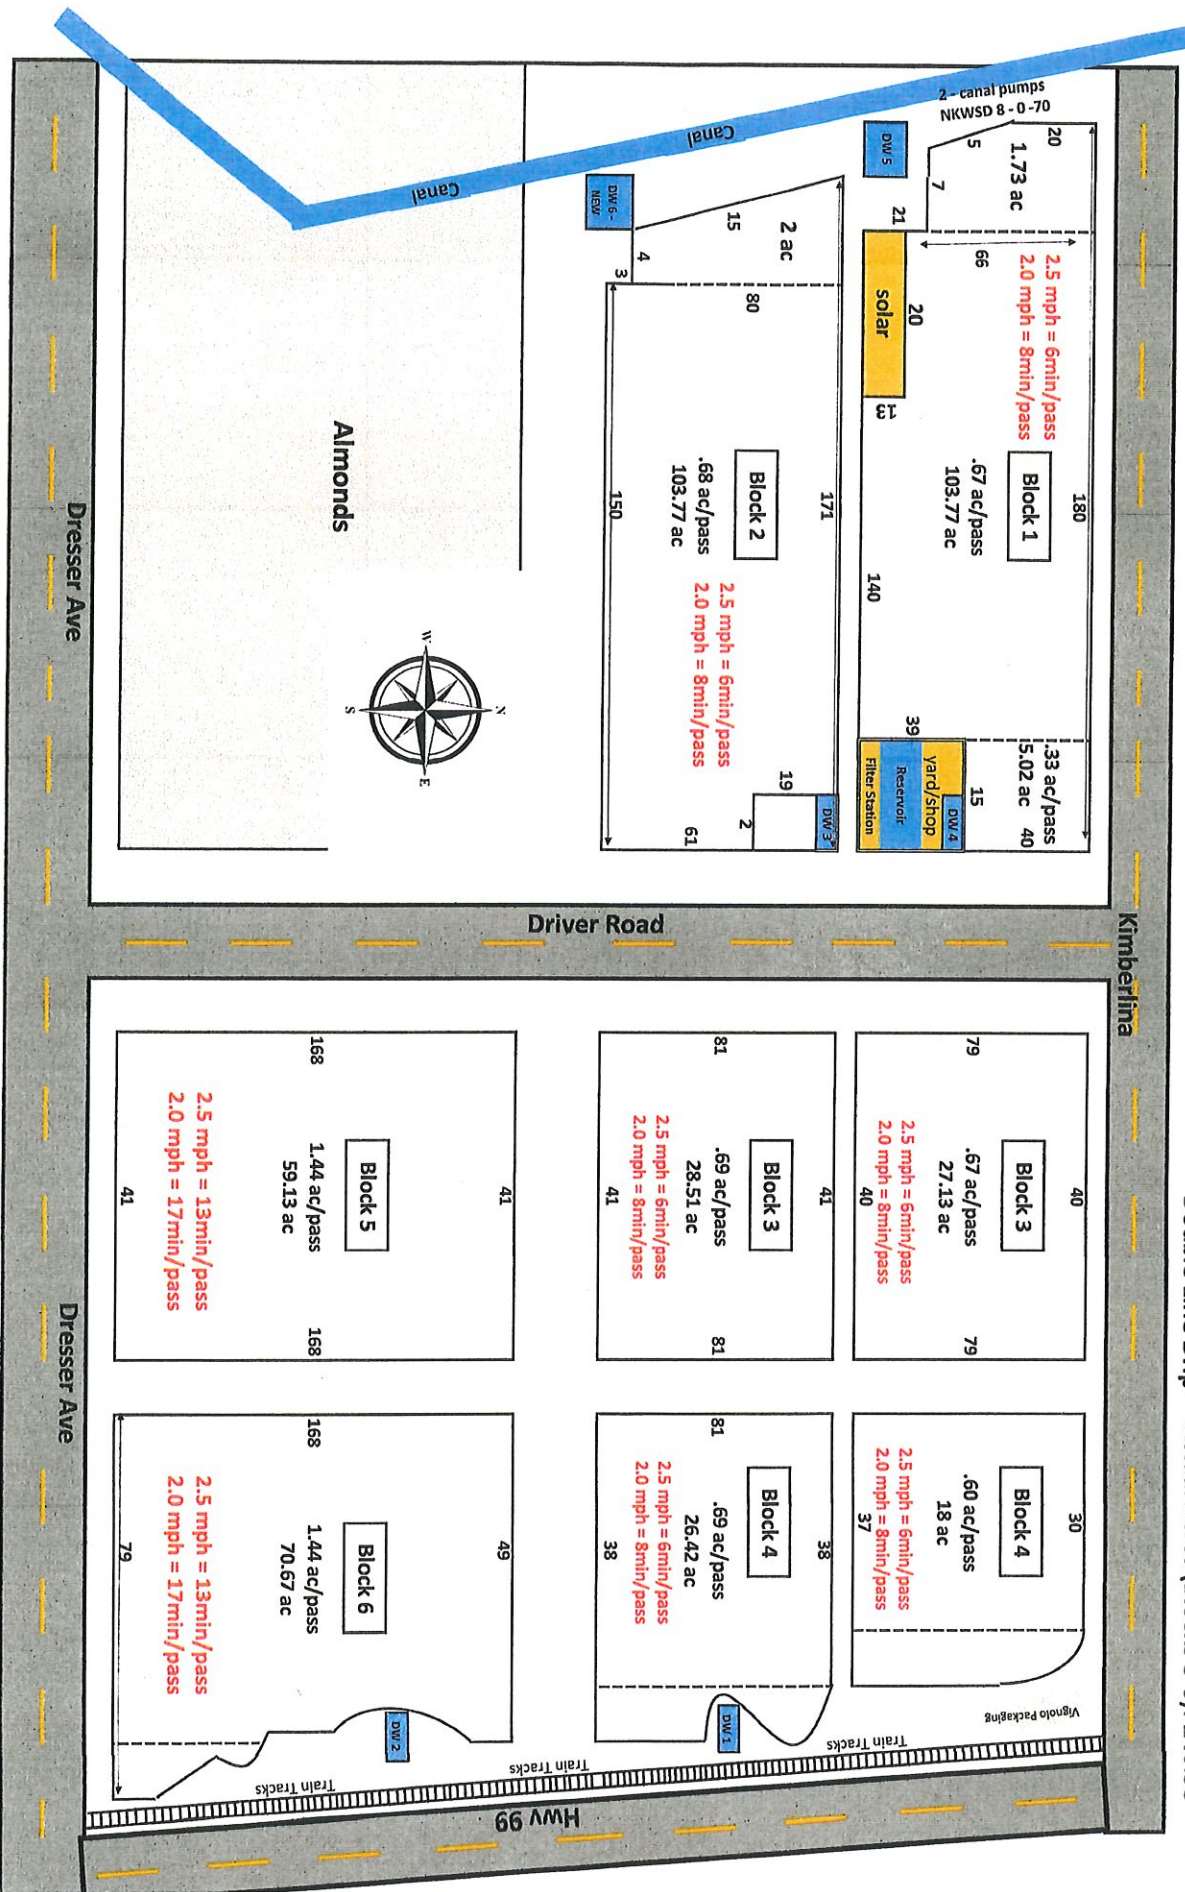 Kimberlina
2 - canal pumps
NKWSD 8 - 0 -70
Canal
Canal
DW 5
20
5
1.73 ac
7
21
66
180
2.5 mph = 6min/pass
2.0 mph = 8min/pass
solar
20
13
Block 1
.67 ac/pass
103.77 ac
140
39
.33 ac/pass
5.02 ac
40
15
yard/shop
DW 4
Reservoir
Filter Station
DW 6 -
NEW
15
2 ac
4
3
80
171
Block 2
.68 ac/pass
103.77 ac
150
2.5 mph = 6min/pass
2.0 mph = 8min/pass
19
DW 3
2
61
Almonds
N
E
S
W
Driver Road
79
40
Block 3
.67 ac/pass
27.13 ac
2.5 mph = 6min/pass
2.0 mph = 8min/pass
40
79
30
Block 4
.60 ac/pass
18 ac
2.5 mph = 6min/pass
2.0 mph = 8min/pass
37
Vignolo Packaging
81
41
Block 3
.69 ac/pass
28.51 ac
2.5 mph = 6min/pass
2.0 mph = 8min/pass
41
81
81
38
Block 4
.69 ac/pass
26.42 ac
2.5 mph = 6min/pass
2.0 mph = 8min/pass
38
DW 1
Train Tracks
168
41
Block 5
1.44 ac/pass
59.13 ac
2.5 mph = 13min/pass
2.0 mph = 17min/pass
41
168
168
49
Block 6
1.44 ac/pass
70.67 ac
2.5 mph = 13min/pass
2.0 mph = 17min/pass
79
DW 2
Train Tracks
Train Tracks
Hwy 99
Dresser Ave
Dresser Ave